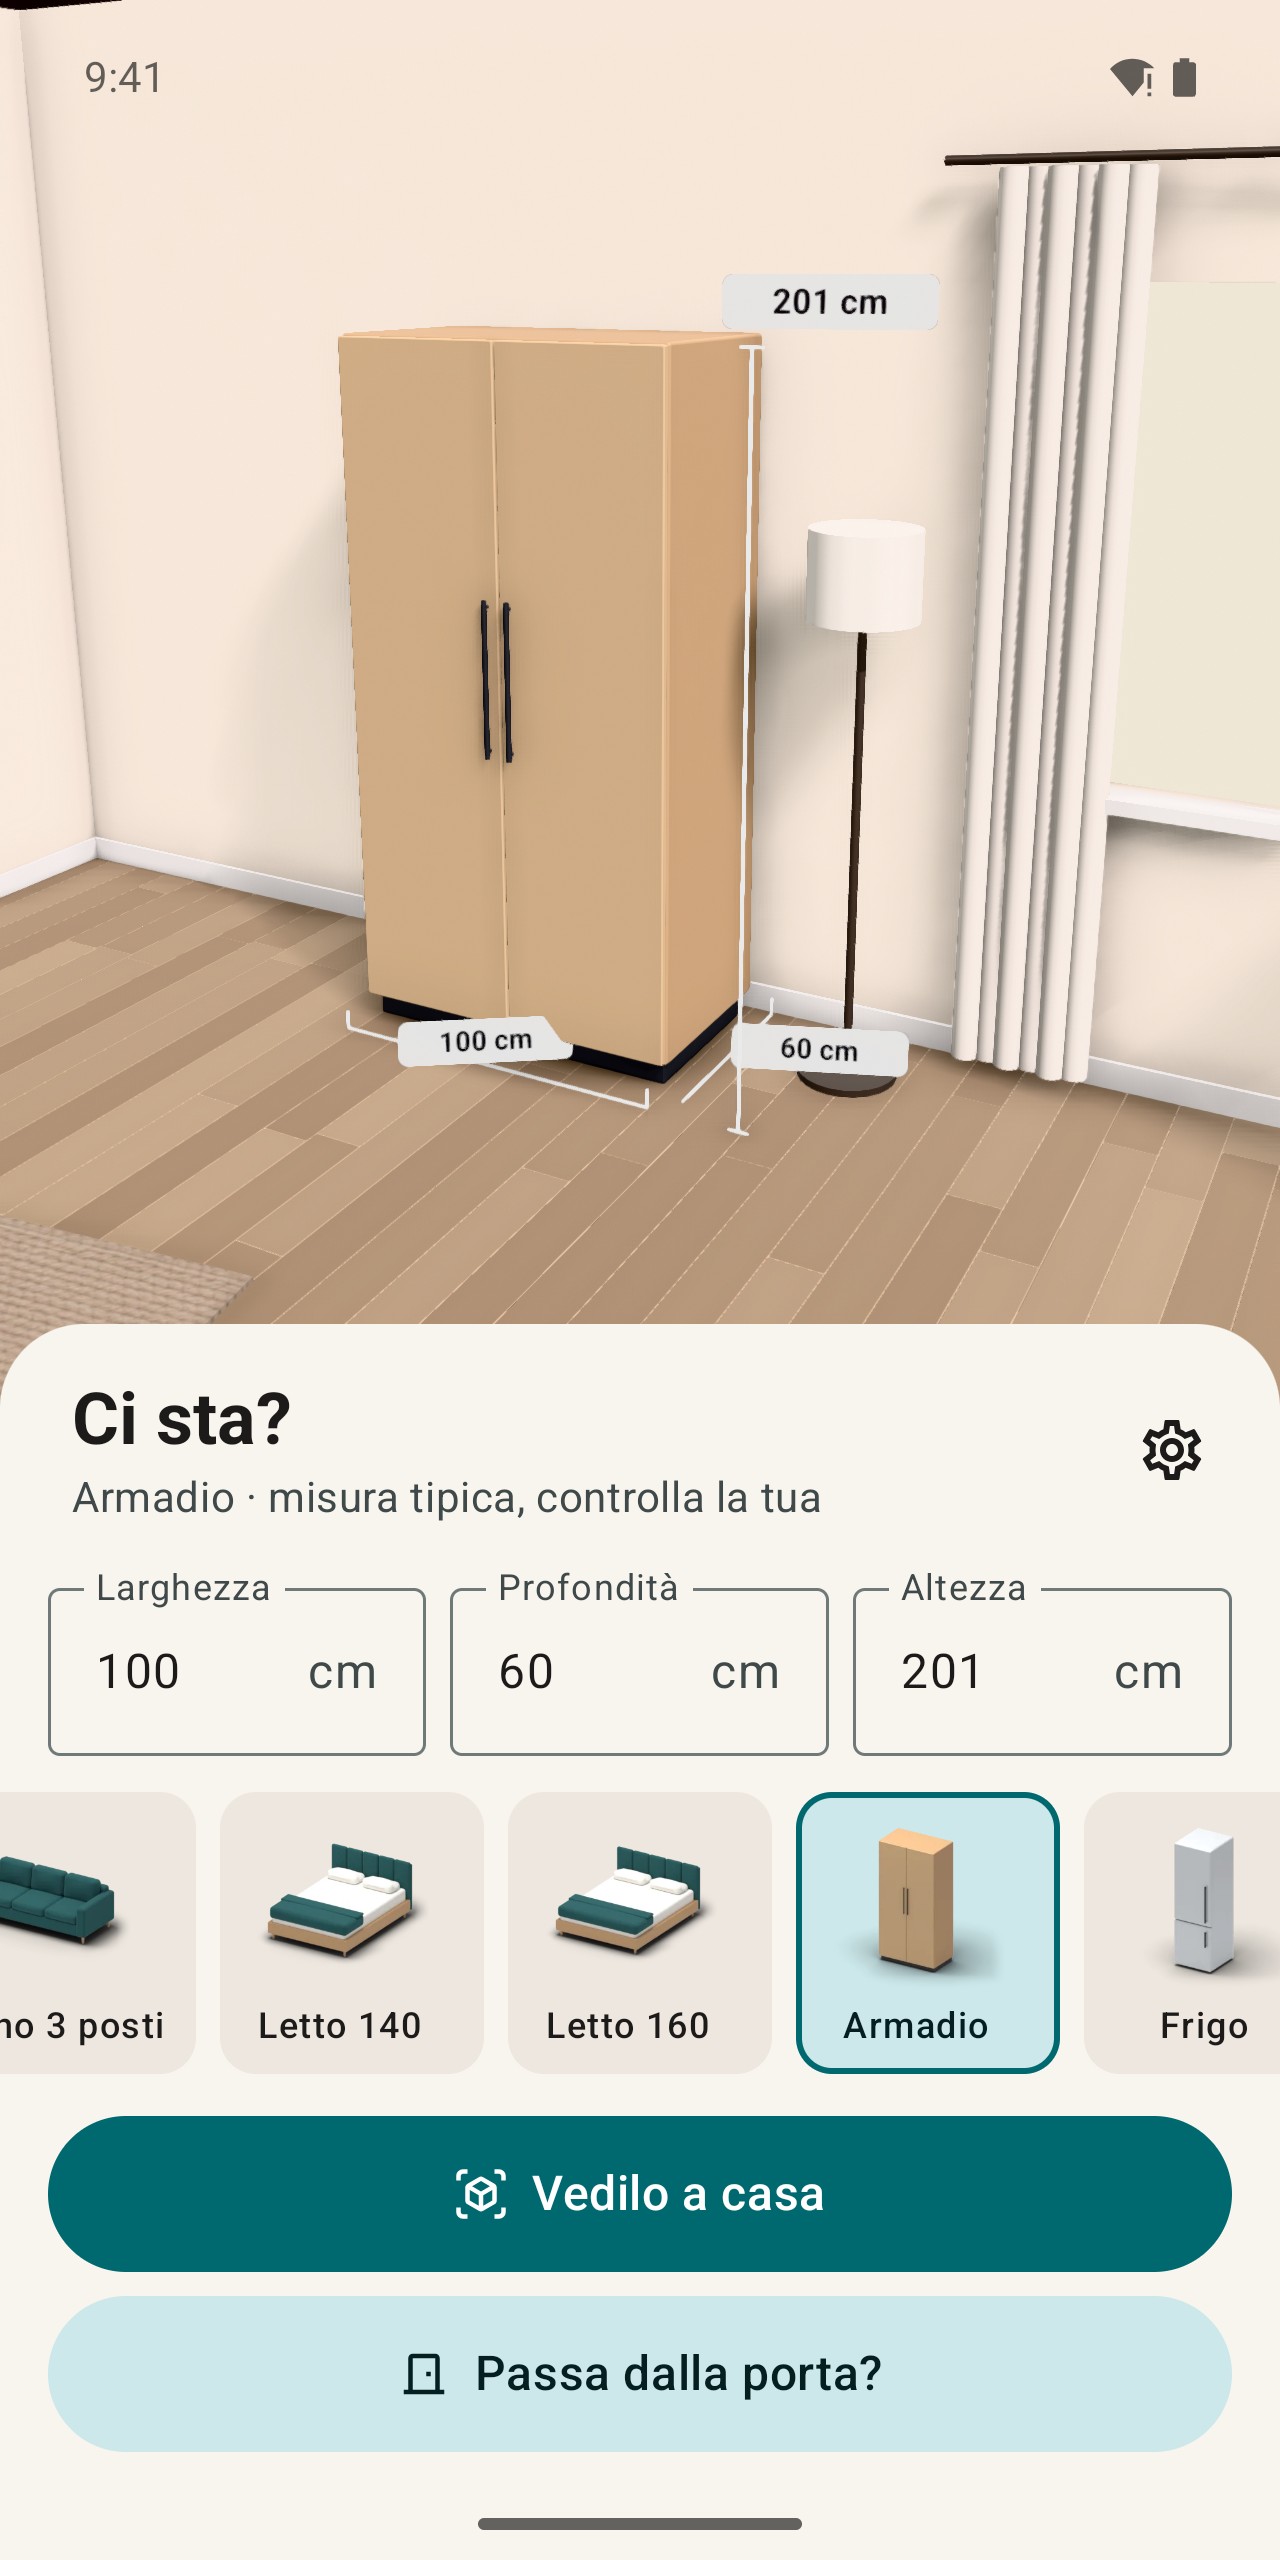 9:41
201 cm
100 cm
60 cm
Ci sta?
Armadio · misura tipica, controlla la tua
Larghezza
Profondità
Altezza
100 cm
60 cm
201 cm
no 3 posti
Letto 140
Letto 160
Armadio
Frigo
Vedilo a casa
Passa dalla porta?